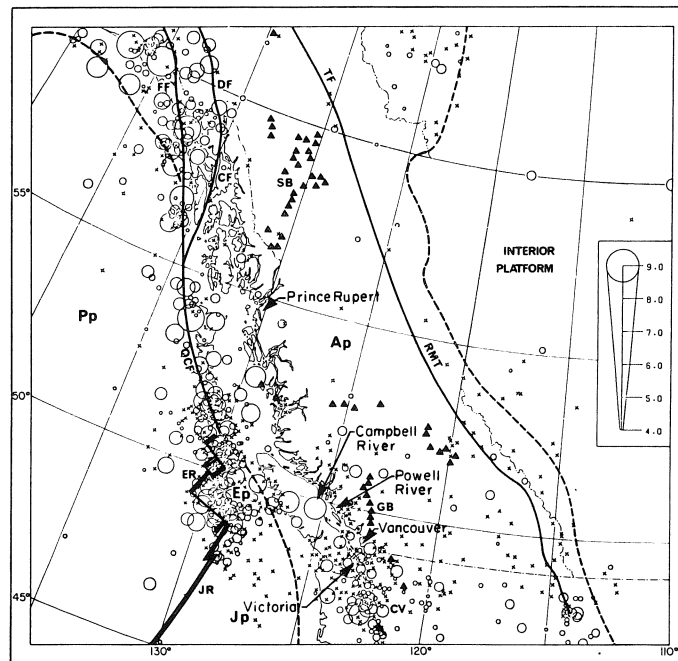 FF
DF
TF
CF
SB
55°
INTERIOR
PLATFORM
9.0
8.0
7.0
6.0
5.0
4.0
Prince Rupert
Pp
Ap
QCF
RMT
50°
Campbell
River
ER
Ep
Powell
River
GB
Vancouver
JR
Victoria
Jp
CV
45°
130°
120°
110°